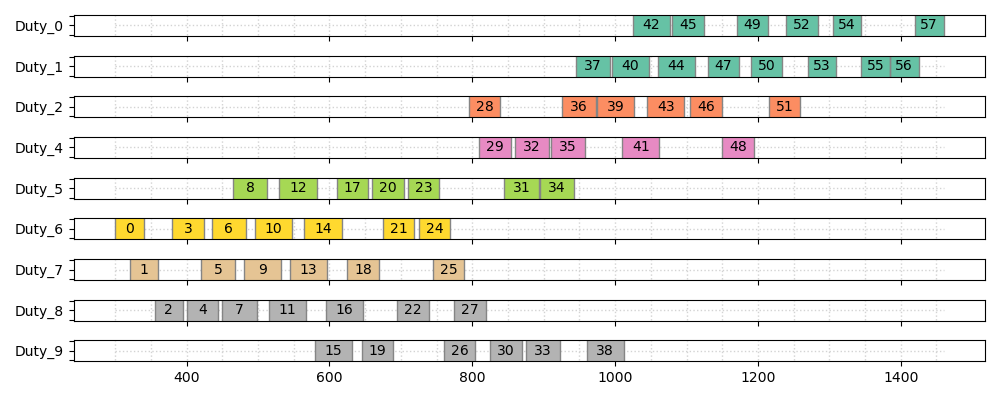 Duty_0 42 45 49 52 54 57
Duty_1 37 40 44 47 50 53 55 56
Duty_2 28 36 39 43 46 51
Duty_4 29 32 35 41 48
Duty_5 8 12 17 20 23 31 34
Duty_6 0 3 6 10 14 21 24
Duty_7 1 5 9 13 18 25
Duty_8 2 4 7 11 16 22 27
Duty_9 15 19 26 30 33 38
400 600 800 1000 1200 1400